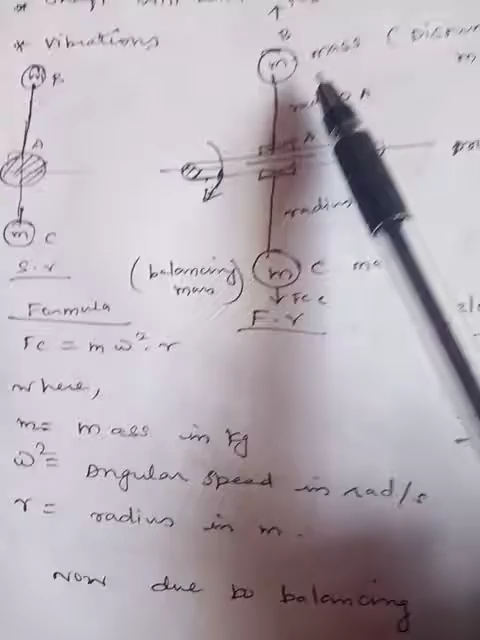 * vibrations
B
m
mass
m
B
A
A
A
radius
m
C
S.V
(balancing
mass)
m
C
Fc
F.V
Formula
Fc = m ω². r
where,
m = mass in kg
ω² = Angular speed in rad/s
r = radius in m.
Now due to balancing